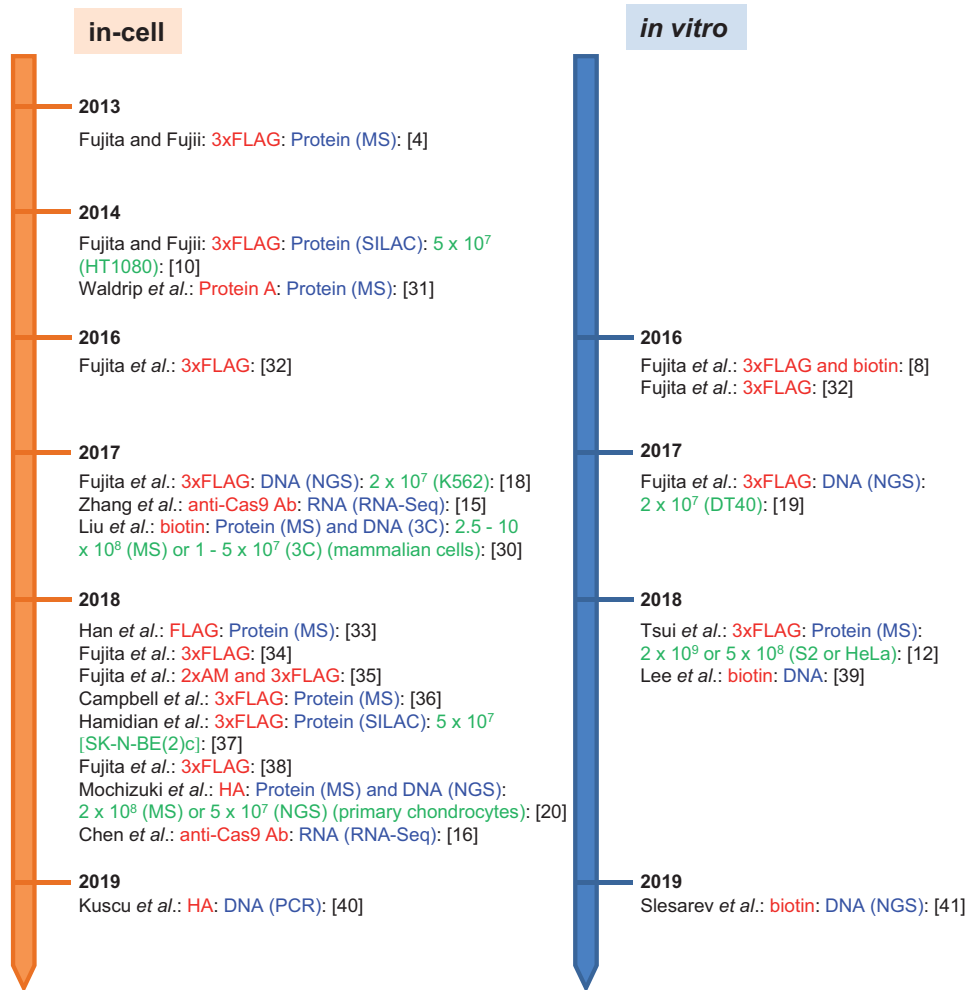 in-cell
2013
Fujita and Fujii: 3xFLAG: Protein (MS): [4]
2014
Fujita and Fujii: 3xFLAG: Protein (SILAC): 5 x 10⁷
(HT1080): [10]
Waldrip et al.: Protein A: Protein (MS): [31]
2016
Fujita et al.: 3xFLAG: [32]
2017
Fujita et al.: 3xFLAG: DNA (NGS): 2 x 10⁷ (K562): [18]
Zhang et al.: anti-Cas9 Ab: RNA (RNA-Seq): [15]
Liu et al.: biotin: Protein (MS) and DNA (3C): 2.5 - 10
x 10⁸ (MS) or 1 - 5 x 10⁷ (3C) (mammalian cells): [30]
2018
Han et al.: FLAG: Protein (MS): [33]
Fujita et al.: 3xFLAG: [34]
Fujita et al.: 2xAM and 3xFLAG: [35]
Campbell et al.: 3xFLAG: Protein (MS): [36]
Hamidian et al.: 3xFLAG: Protein (SILAC): 5 x 10⁷
[SK-N-BE(2)c]: [37]
Fujita et al.: 3xFLAG: [38]
Mochizuki et al.: HA: Protein (MS) and DNA (NGS):
2 x 10⁸ (MS) or 5 x 10⁷ (NGS) (primary chondrocytes): [20]
Chen et al.: anti-Cas9 Ab: RNA (RNA-Seq): [16]
2019
Kuscu et al.: HA: DNA (PCR): [40]
in vitro
2016
Fujita et al.: 3xFLAG and biotin: [8]
Fujita et al.: 3xFLAG: [32]
2017
Fujita et al.: 3xFLAG: DNA (NGS):
2 x 10⁷ (DT40): [19]
2018
Tsui et al.: 3xFLAG: Protein (MS):
2 x 10⁹ or 5 x 10⁸ (S2 or HeLa): [12]
Lee et al.: biotin: DNA: [39]
2019
Slesarev et al.: biotin: DNA (NGS): [41]